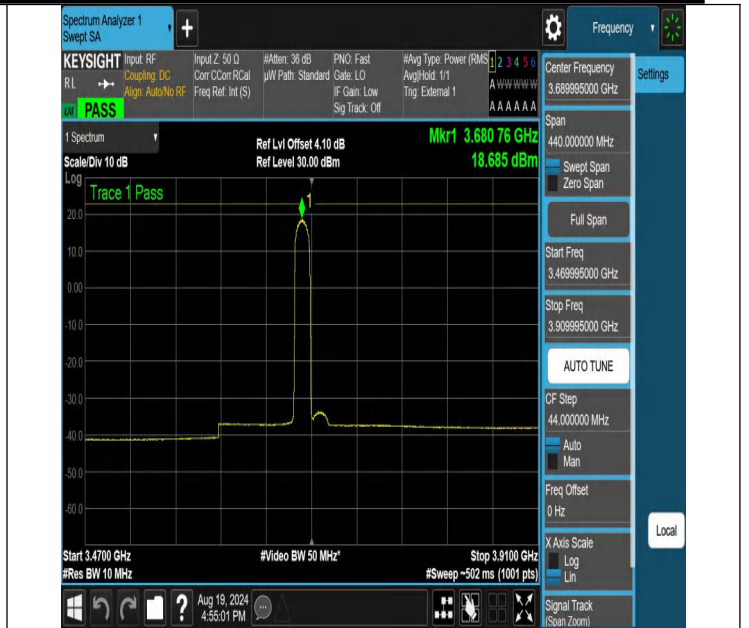 Spectrum Analyzer 1
Swept SA
Frequency
KEYSIGHT
RL
PASS
Input: RF
Coupling: DC
Align: Auto/No RF
Input Z: 50 Ω
Corr CCorr RCal
Freq Ref: Int (S)
#Atten: 36 dB
µW Path: Standard
PNO: Fast
Gate: LO
IF Gain: Low
Sig Track: Off
#Avg Type: Power (RMS
Avg|Hold: 1/1
Trig: External 1
1 2 3 4 5 6
A W W W W W
A A A A A A
1 Spectrum
Scale/Div 10 dB
Ref Lvl Offset 4.10 dB
Ref Level 30.00 dBm
Mkr1 3.680 76 GHz
18.685 dBm
Log
Trace 1 Pass
1
20.0
10.0
0.00
-10.0
-20.0
-30.0
-40.0
-50.0
-60.0
Start 3.4700 GHz
#Res BW 10 MHz
#Video BW 50 MHz*
Stop 3.9100 GHz
#Sweep ~502 ms (1001 pts)
Center Frequency
3.689995000 GHz
Settings
Span
440.000000 MHz
Swept Span
Zero Span
Full Span
Start Freq
3.469995000 GHz
Stop Freq
3.909995000 GHz
AUTO TUNE
CF Step
44.000000 MHz
Auto
Man
Freq Offset
0 Hz
X Axis Scale
Log
Lin
Local
Signal Track
(Span Zoom)
Aug 19, 2024
4:55:01 PM